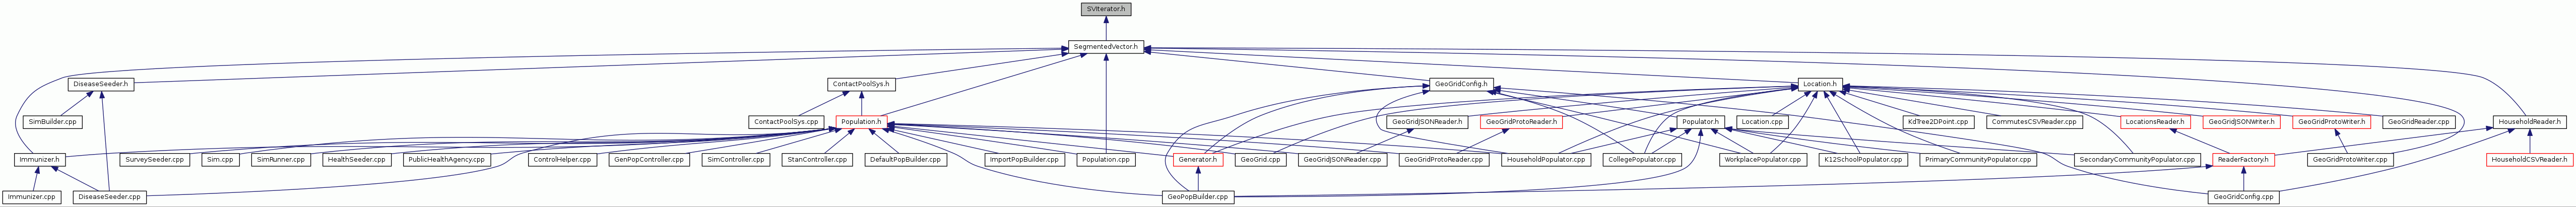 SVIterator.h
SegmentedVector.h
DiseaseSeeder.h
ContactPoolSys.h
GeoGridConfig.h
Location.h
SimBuilder.cpp
ContactPoolSys.cpp
Population.h
GeoGridJSONReader.h
GeoGridProtoReader.h
Populator.h
Location.cpp
KdTree2DPoint.cpp
CommutesCSVReader.cpp
LocationsReader.h
GeoGridJSONWriter.h
GeoGridProtoWriter.h
GeoGridReader.cpp
HouseholdReader.h
Immunizer.h
SurveySeeder.cpp
Sim.cpp
SimRunner.cpp
HealthSeeder.cpp
PublicHealthAgency.cpp
ControlHelper.cpp
GenPopController.cpp
SimController.cpp
StanController.cpp
DefaultPopBuilder.cpp
ImportPopBuilder.cpp
Population.cpp
Generator.h
GeoGrid.cpp
GeoGridJSONReader.cpp
GeoGridProtoReader.cpp
HouseholdPopulator.cpp
CollegePopulator.cpp
WorkplacePopulator.cpp
K12SchoolPopulator.cpp
PrimaryCommunityPopulator.cpp
SecondaryCommunityPopulator.cpp
ReaderFactory.h
GeoGridProtoWriter.cpp
HouseholdCSVReader.h
Immunizer.cpp
DiseaseSeeder.cpp
GeoPopBuilder.cpp
GeoGridConfig.cpp